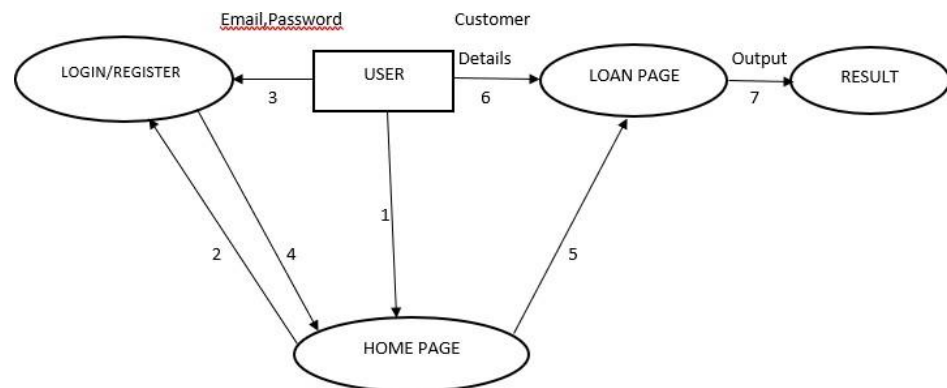 Email,Password
Customer
Details
LOGIN/REGISTER
USER
LOAN PAGE
Output
RESULT
3
6
7
1
2
4
5
HOME PAGE